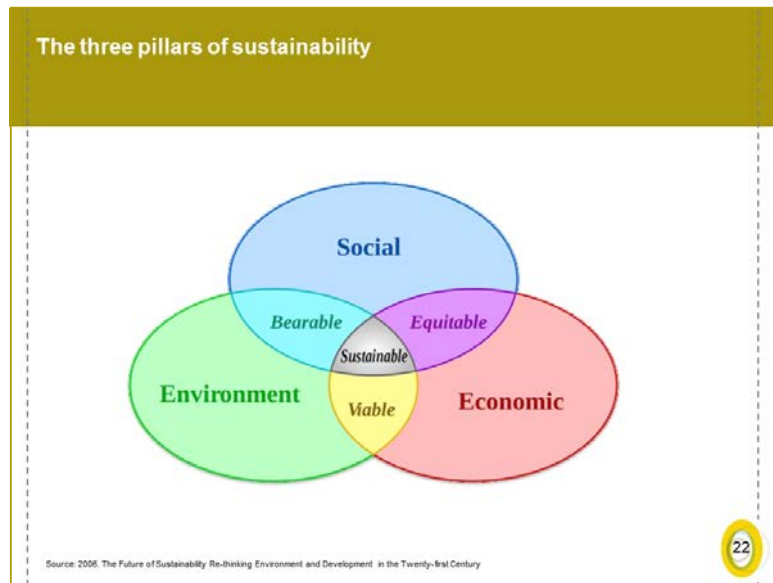 The three pillars of sustainability
Social
Bearable
Equitable
Sustainable
Environment
Viable
Economic
22
Source: 2006. The Future of Sustainability Re-thinking Environment and Development in the Twenty-first Century